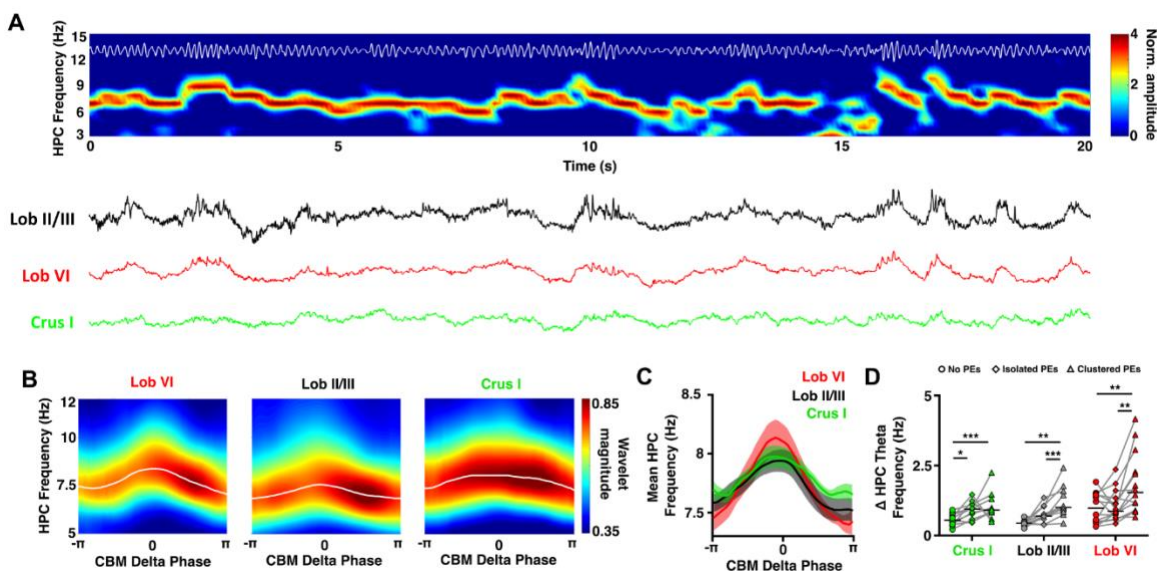 A
HPC Frequency (Hz)
15
12
9
6
3
0
5
10
15
20
Time (s)
4
2
0
Norm. amplitude
Lob II/III
Lob VI
Crus I
B
Lob VI
Lob II/III
Crus I
HPC Frequency (Hz)
12
10
7.5
5
-π
0
π
-π
0
π
-π
0
π
CBM Delta Phase
CBM Delta Phase
CBM Delta Phase
0.85
0.35
Wavelet
magnitude
C
Lob VI
Lob II/III
Crus I
Mean HPC
Frequency (Hz)
8.5
8
7.5
-π
0
π
CBM Delta Phase
D
No PEs
Isolated PEs
Clustered PEs
Δ HPC Theta
Frequency (Hz)
5
2.5
0
***
*
**
***
**
**
Crus I
Lob II/III
Lob VI